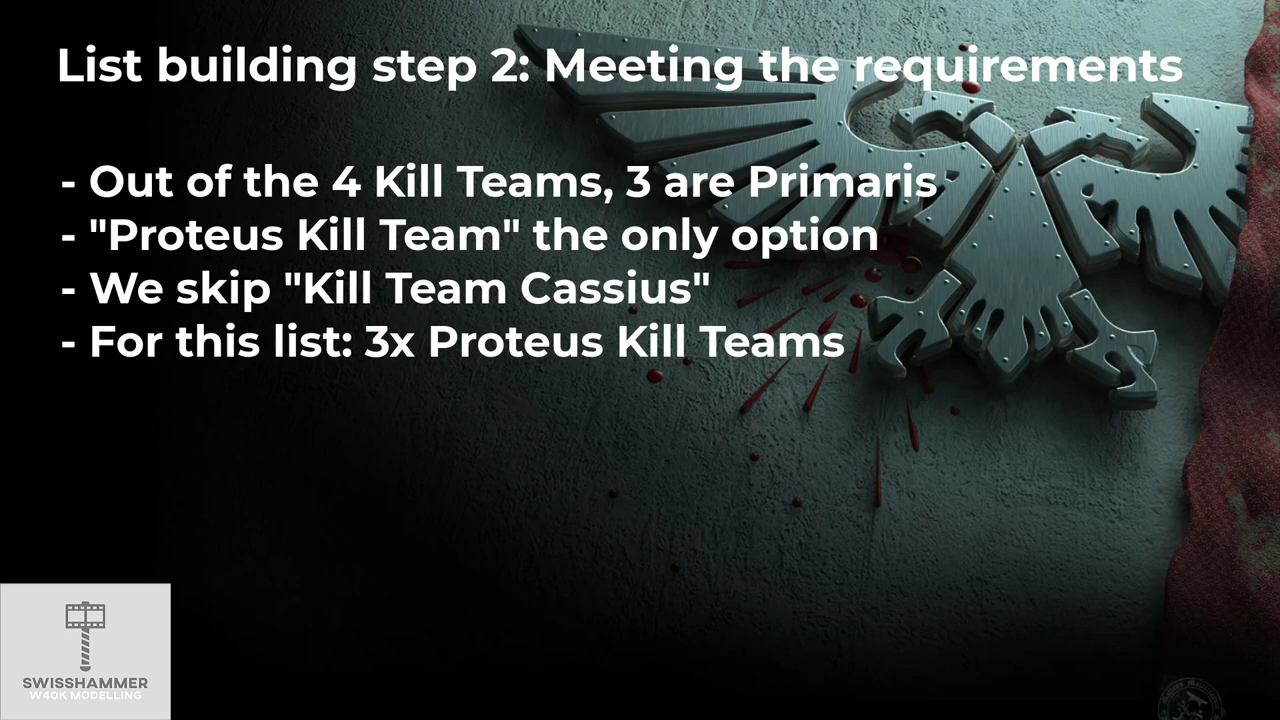 List building step 2: Meeting the requirements
- Out of the 4 Kill Teams, 3 are Primaris
- "Proteus Kill Team" the only option
- We skip "Kill Team Cassius"
- For this list: 3x Proteus Kill Teams
SWISSHAMMER
W40K MODELLING